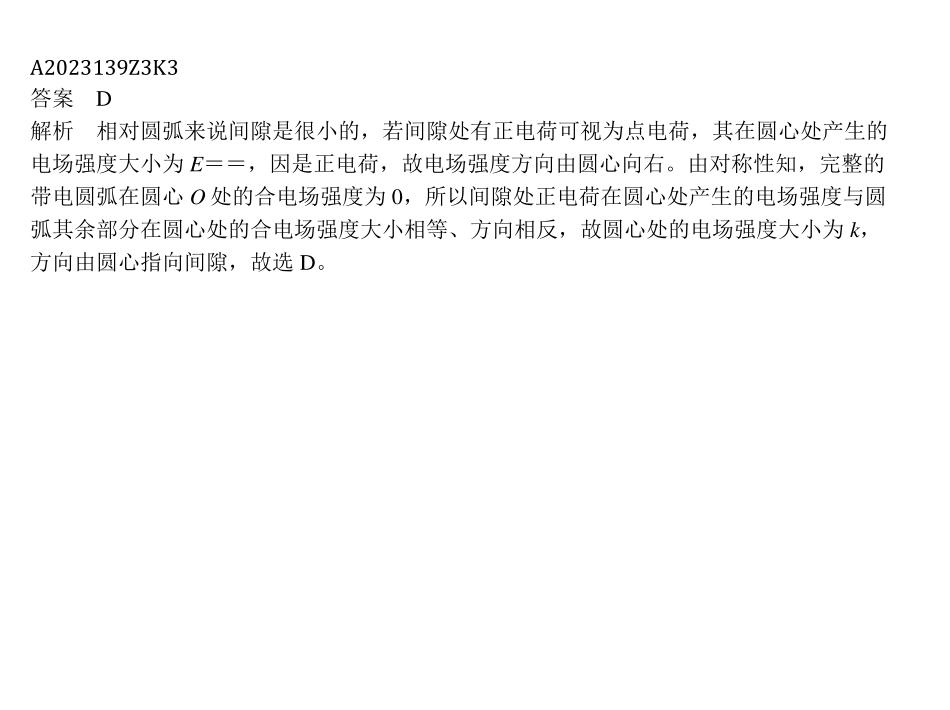 A2023139Z3K3
答案　D
解析　相对圆弧来说间隙是很小的，若间隙处有正电荷可视为点电荷，其在圆心处产生的
电场强度大小为 E＝＝，因是正电荷，故电场强度方向由圆心向右。由对称性知，完整的
带电圆弧在圆心 O 处的合电场强度为 0，所以间隙处正电荷在圆心处产生的电场强度与圆
弧其余部分在圆心处的合电场强度大小相等、方向相反，故圆心处的电场强度大小为 k，
方向由圆心指向间隙，故选 D。